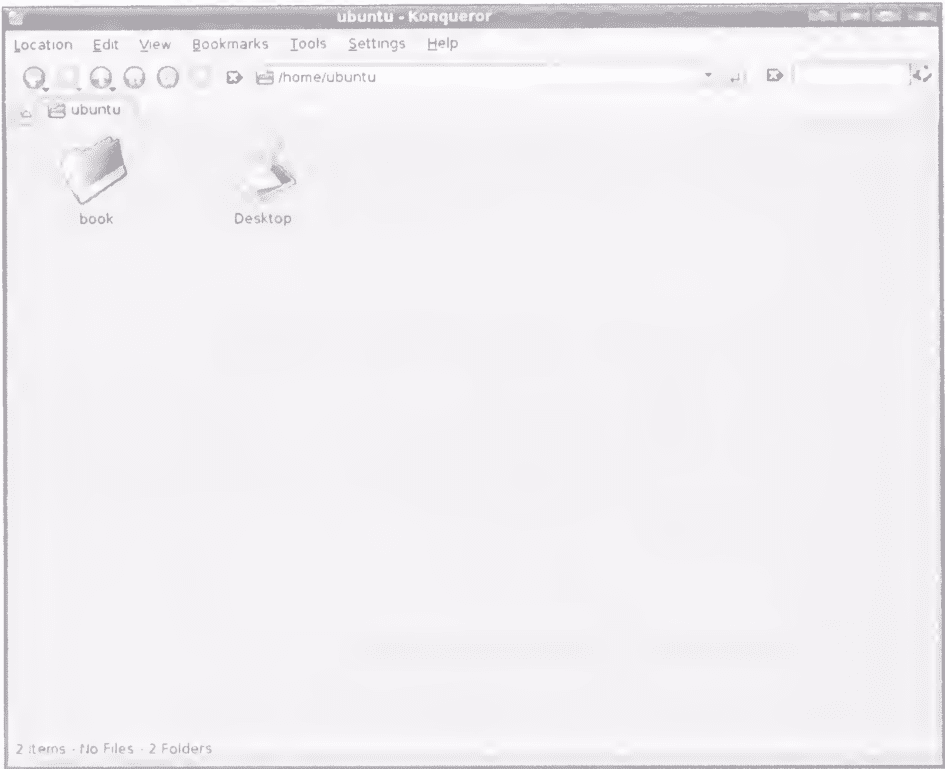 ubuntu - Konqueror
Location Edit View Bookmarks Tools Settings Help
/home/ubuntu
ubuntu
book Desktop
2 Items - No Files - 2 Folders